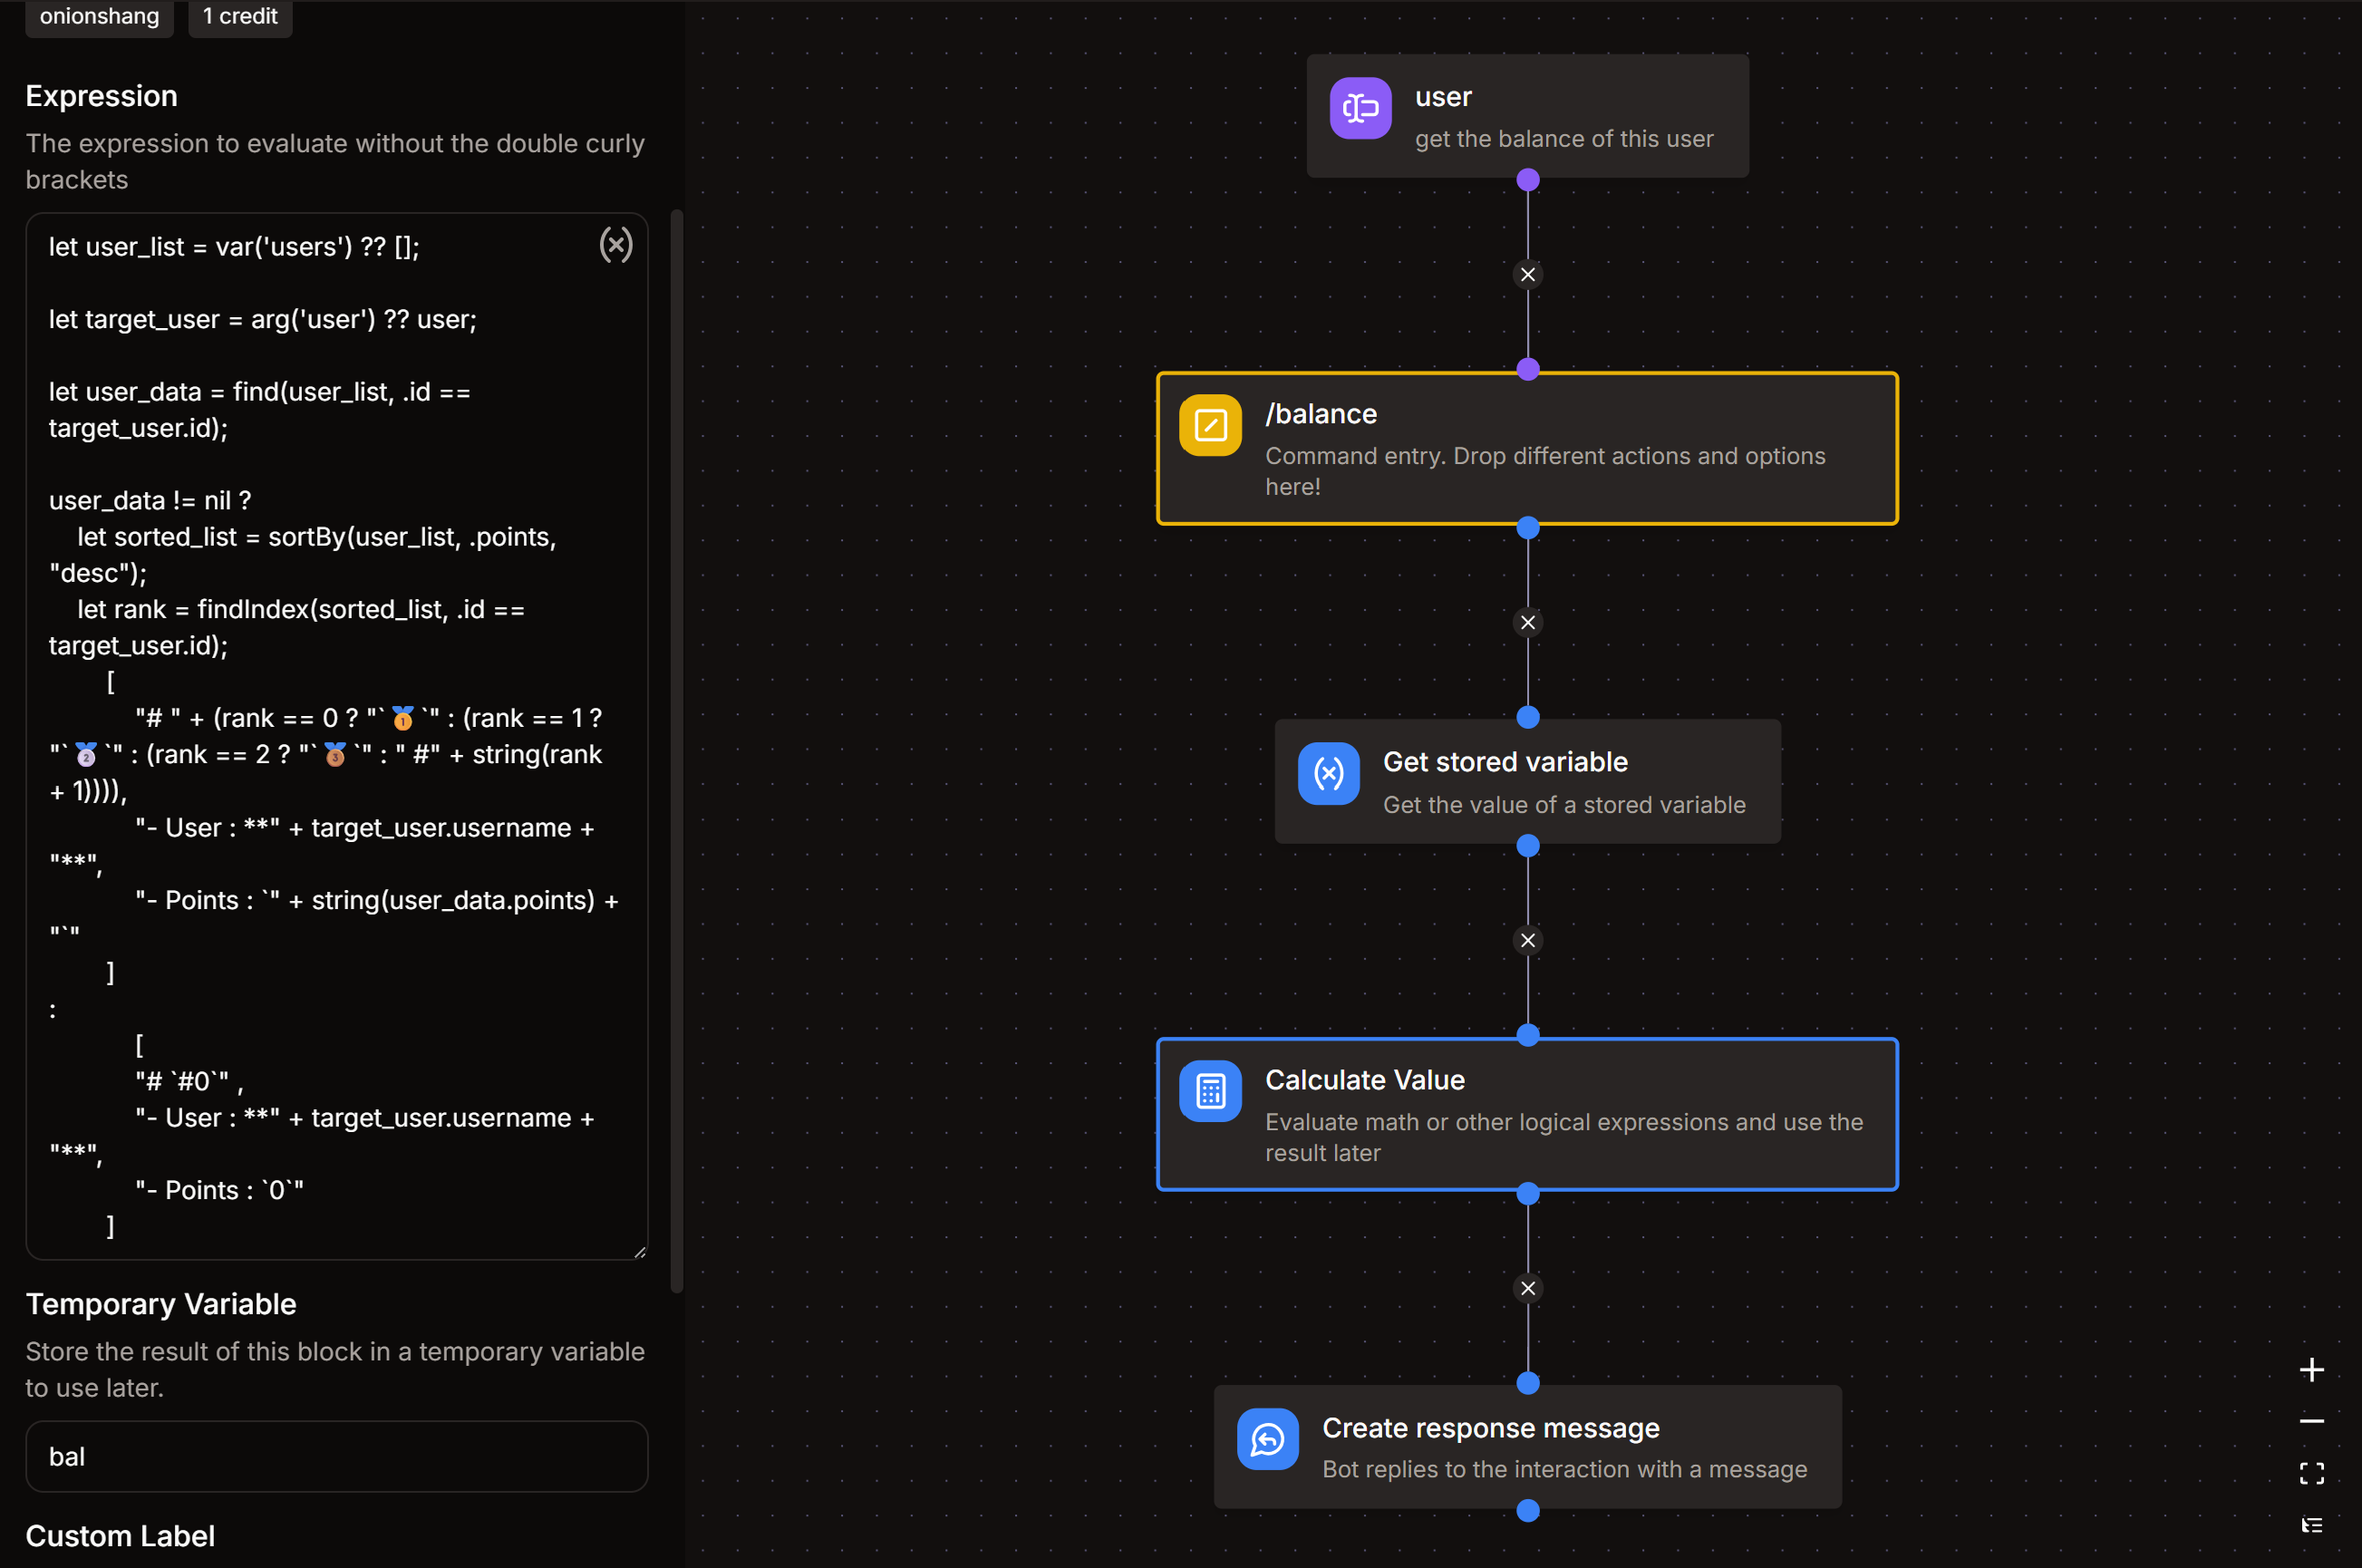 onionshang 1 credit
Expression
The expression to evaluate without the double curly
brackets
let user_list = var('users') ?? [];
let target_user = arg('user') ?? user;
let user_data = find(user_list, .id ==
target_user.id);
user_data != nil ?
let sorted_list = sortBy(user_list, .points,
"desc");
let rank = findIndex(sorted_list, .id ==
target_user.id);
[
"# " + (rank == 0 ? "`🥇`" : (rank == 1 ?
"`🥈`" : (rank == 2 ? "`🥉`" : " #" + string(rank
+ 1)))),
"- User : **" + target_user.username +
"**",
"- Points : `" + string(user_data.points) +
"`"
]
:
[
"# `#0`" ,
"- User : **" + target_user.username +
"**",
"- Points : `0`"
]
Temporary Variable
Store the result of this block in a temporary variable
to use later.
bal
Custom Label
user
get the balance of this user
/balance
Command entry. Drop different actions and options
here!
Get stored variable
Get the value of a stored variable
Calculate Value
Evaluate math or other logical expressions and use the
result later
Create response message
Bot replies to the interaction with a message